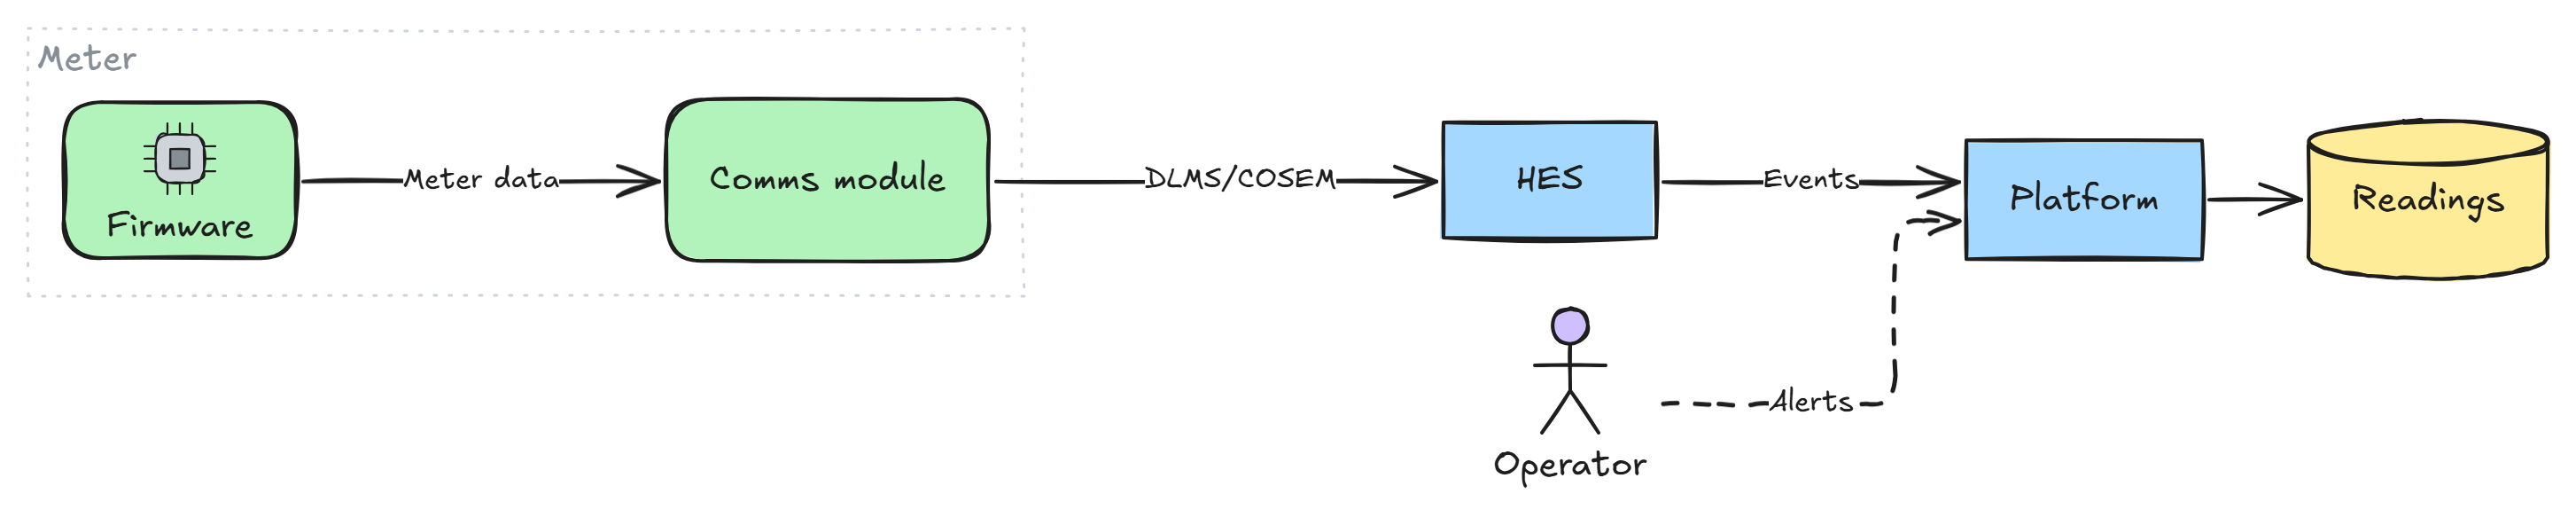 Meter
Firmware
Meter data
Comms module
DLMS/COSEM
HES
Events
Platform
Readings
Alerts
Operator